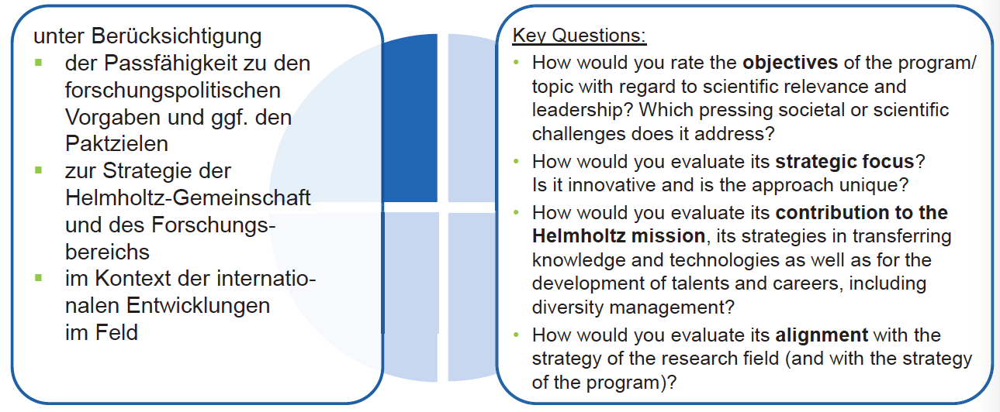 unter Berücksichtigung
▪ der Passfähigkeit zu den
forschungspolitischen
Vorgaben und ggf. den
Paktzielen
▪ zur Strategie der
Helmholtz-Gemeinschaft
und des Forschungs-
bereichs
▪ im Kontext der internatio-
nalen Entwicklungen
im Feld
Key Questions:
• How would you rate the objectives of the program/
topic with regard to scientific relevance and
leadership? Which pressing societal or scientific
challenges does it address?
• How would you evaluate its strategic focus?
Is it innovative and is the approach unique?
• How would you evaluate its contribution to the
Helmholtz mission, its strategies in transferring
knowledge and technologies as well as for the
development of talents and careers, including
diversity management?
• How would you evaluate its alignment with the
strategy of the research field (and with the strategy
of the program)?